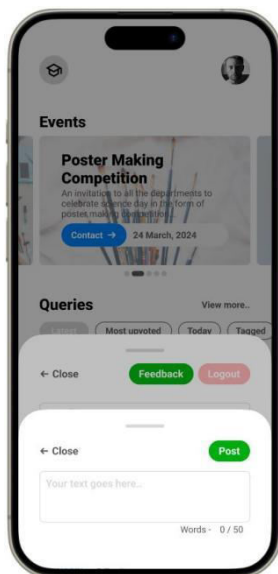 Events
Poster Making
Competition
An invitation to all the departments to
celebrate science day in the form of
poster making competition...
Contact →
24 March, 2024
Queries
View more..
Latest
Most upvoted
Today
Tagged
← Close
Feedback
Logout
← Close
Post
Your text goes here..
Words - 0 / 50